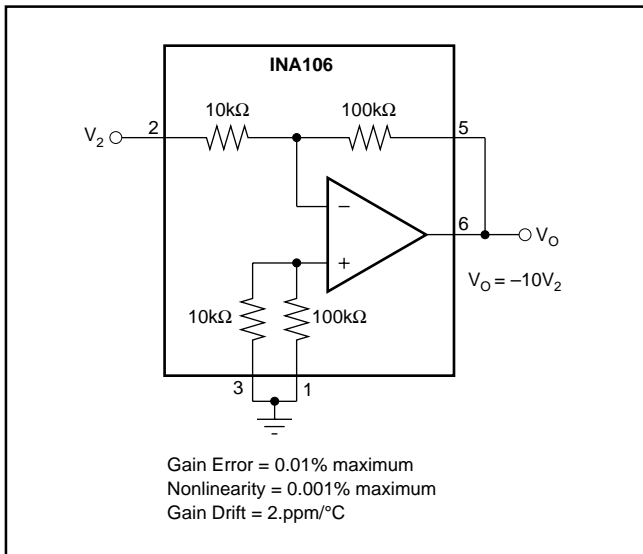 INA106
10kΩ 100kΩ
V2 2 5
−
6 VO
+
VO = −10V2
10kΩ 100kΩ
3 1
Gain Error = 0.01% maximum
Nonlinearity = 0.001% maximum
Gain Drift = 2.ppm/°C